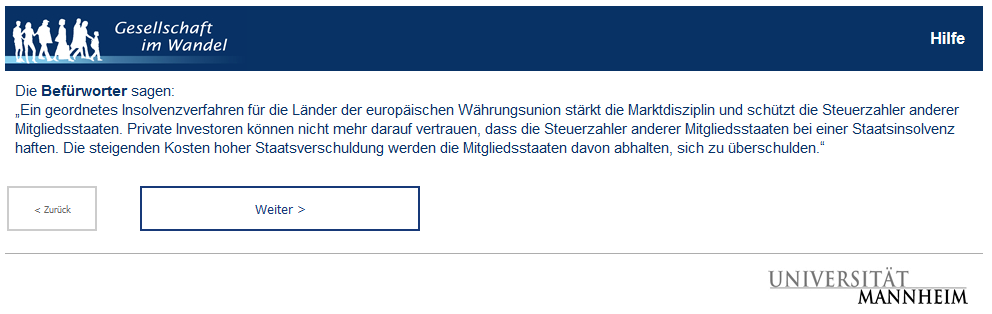 Gesellschaft
im Wandel
Hilfe
Die Befürworter sagen:
„Ein geordnetes Insolvenzverfahren für die Länder der europäischen Währungsunion stärkt die Marktdisziplin und schützt die Steuerzahler anderer
Mitgliedsstaaten. Private Investoren können nicht mehr darauf vertrauen, dass die Steuerzahler anderer Mitgliedsstaaten bei einer Staatsinsolvenz
haften. Die steigenden Kosten hoher Staatsverschuldung werden die Mitgliedsstaaten davon abhalten, sich zu überschulden.“
< Zurück
Weiter >
UNIVERSITÄT
MANNHEIM